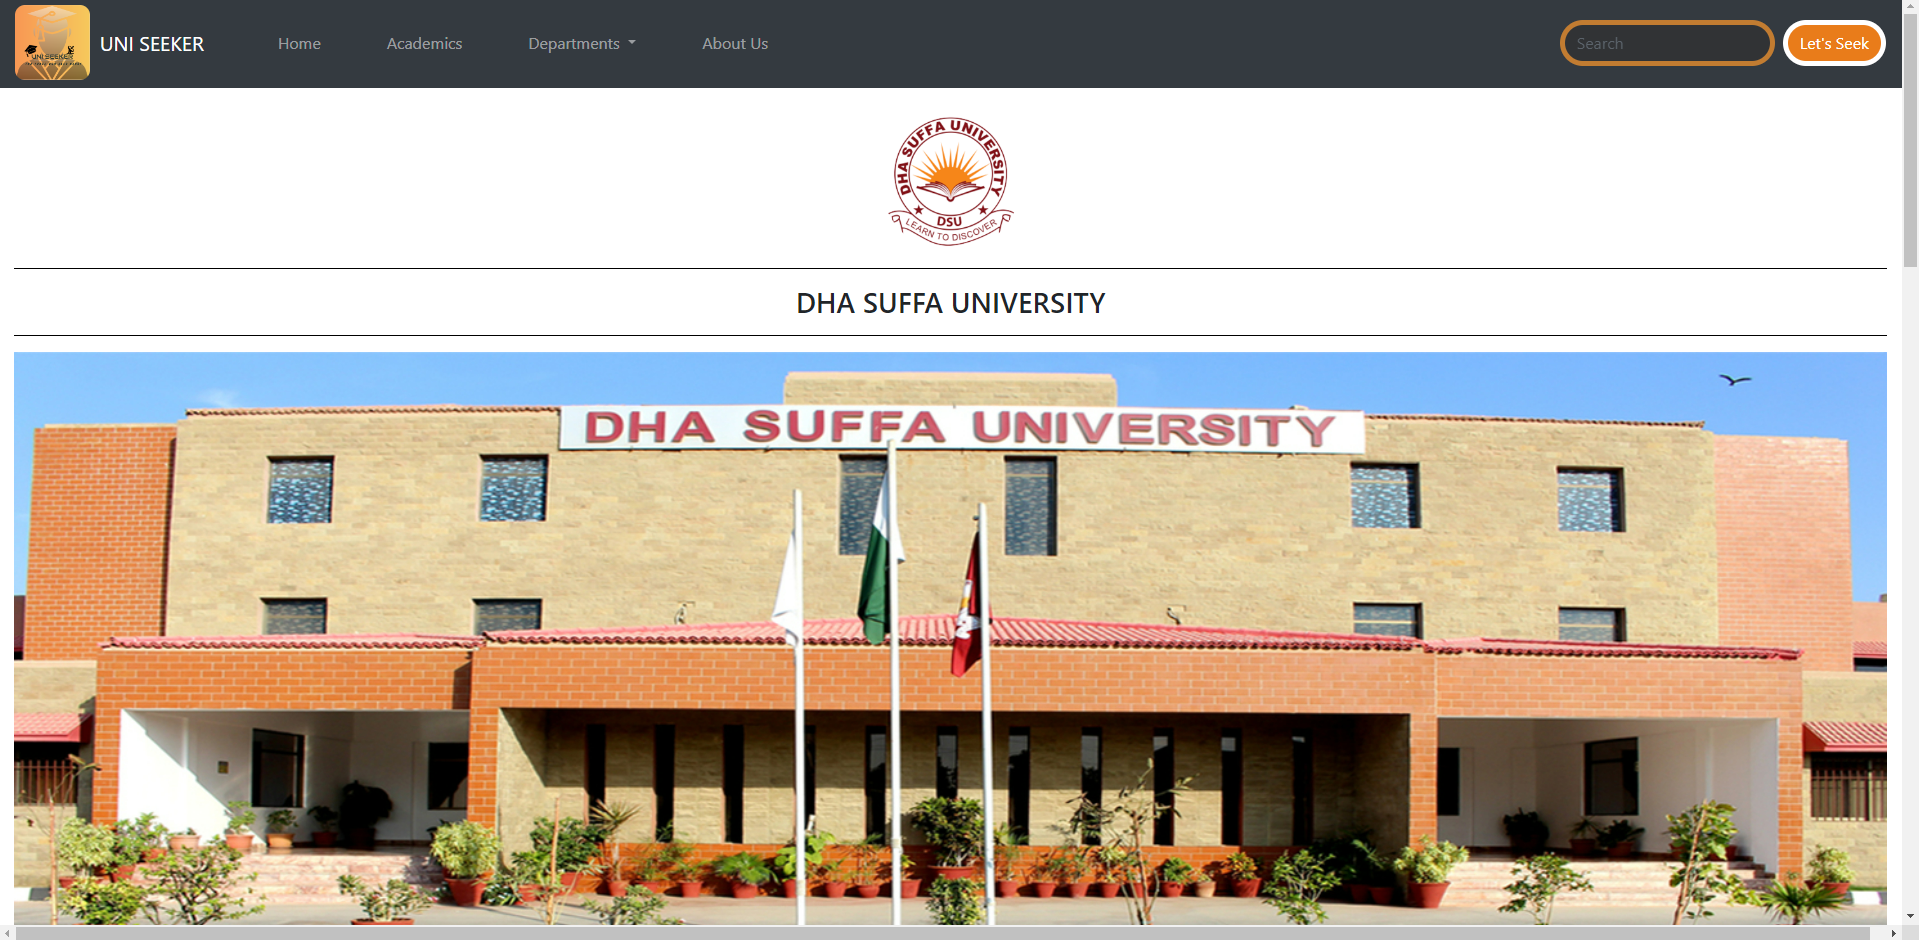 UNI SEEKER
UNI SEEKER
Home
Academics
Departments
About Us
Search
Let's Seek
DHA SUFFA UNIVERSITY
DSU
LEARN TO DISCOVER
DHA SUFFA UNIVERSITY
DHA SUFFA UNIVERSITY